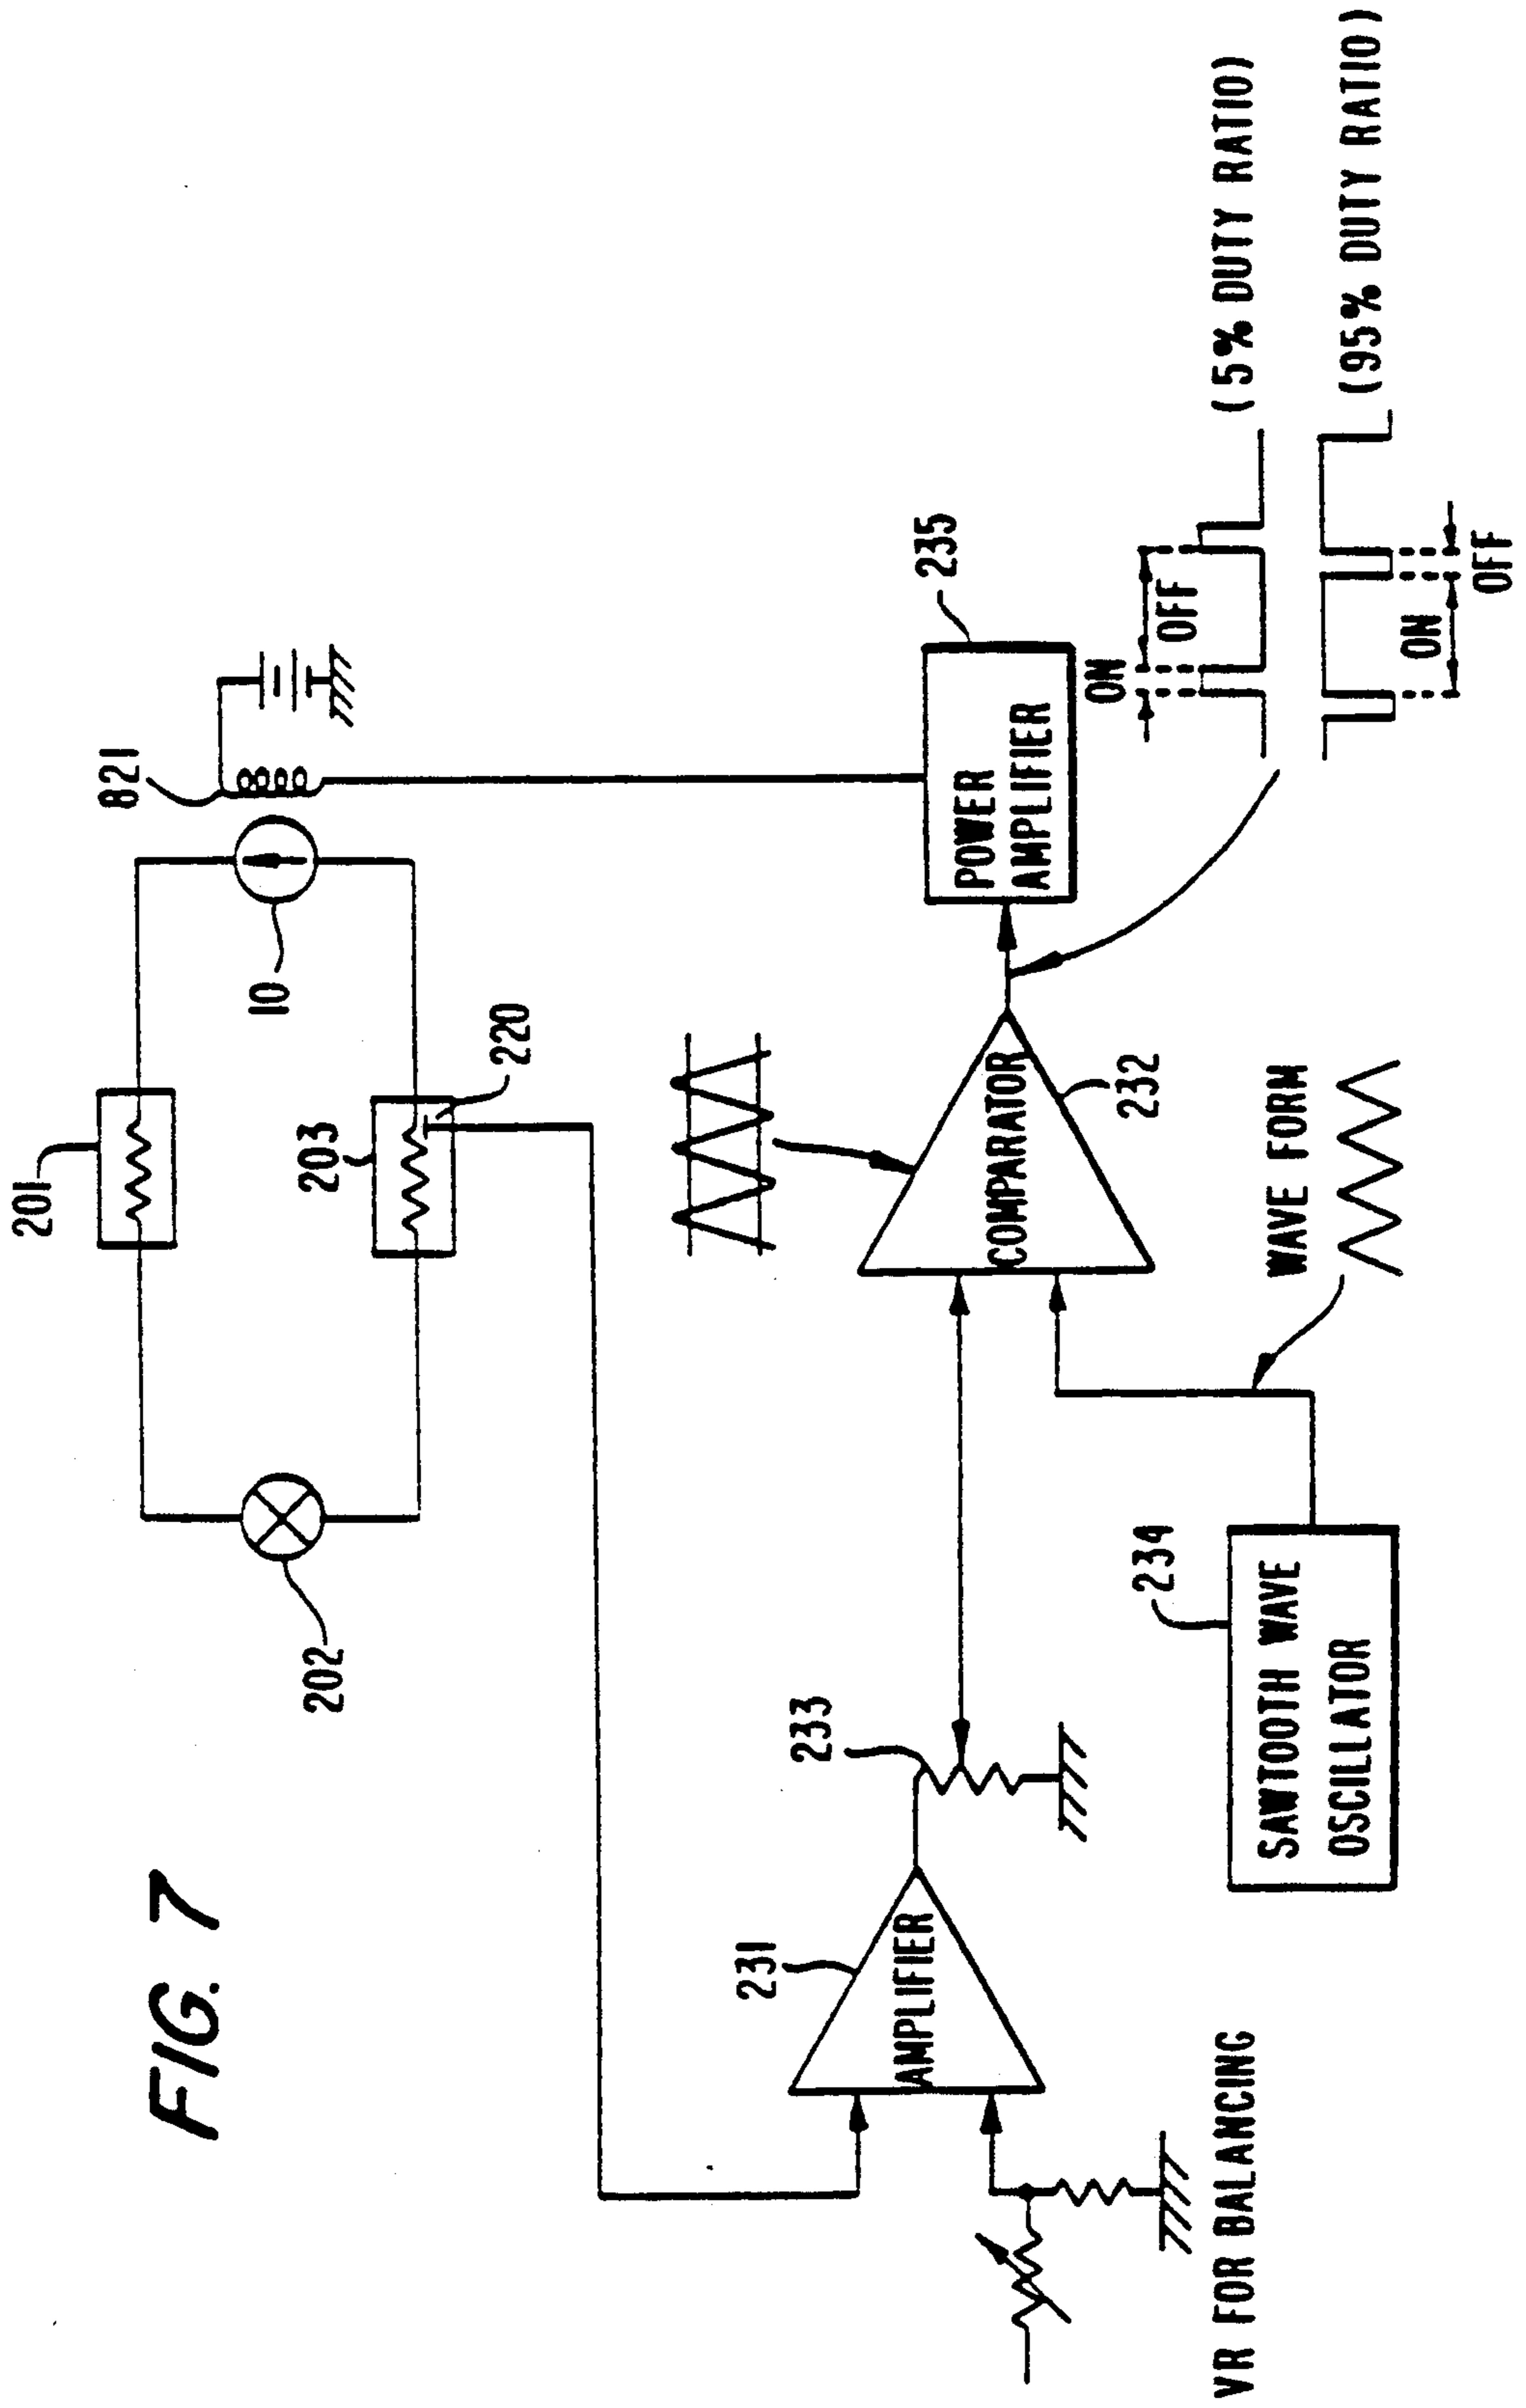 FIG. 7
201
202
203
10
220
821
231
AMPLIFIER
VR FOR BALANCING
233
234
SAWTOOTH WAVE
OSCILLATOR
WAVE FORM
COMPARATOR
232
235
POWER
AMPLIFIER
ON
OFF
(5% DUTY RATIO)
ON
OFF
(95% DUTY RATIO)